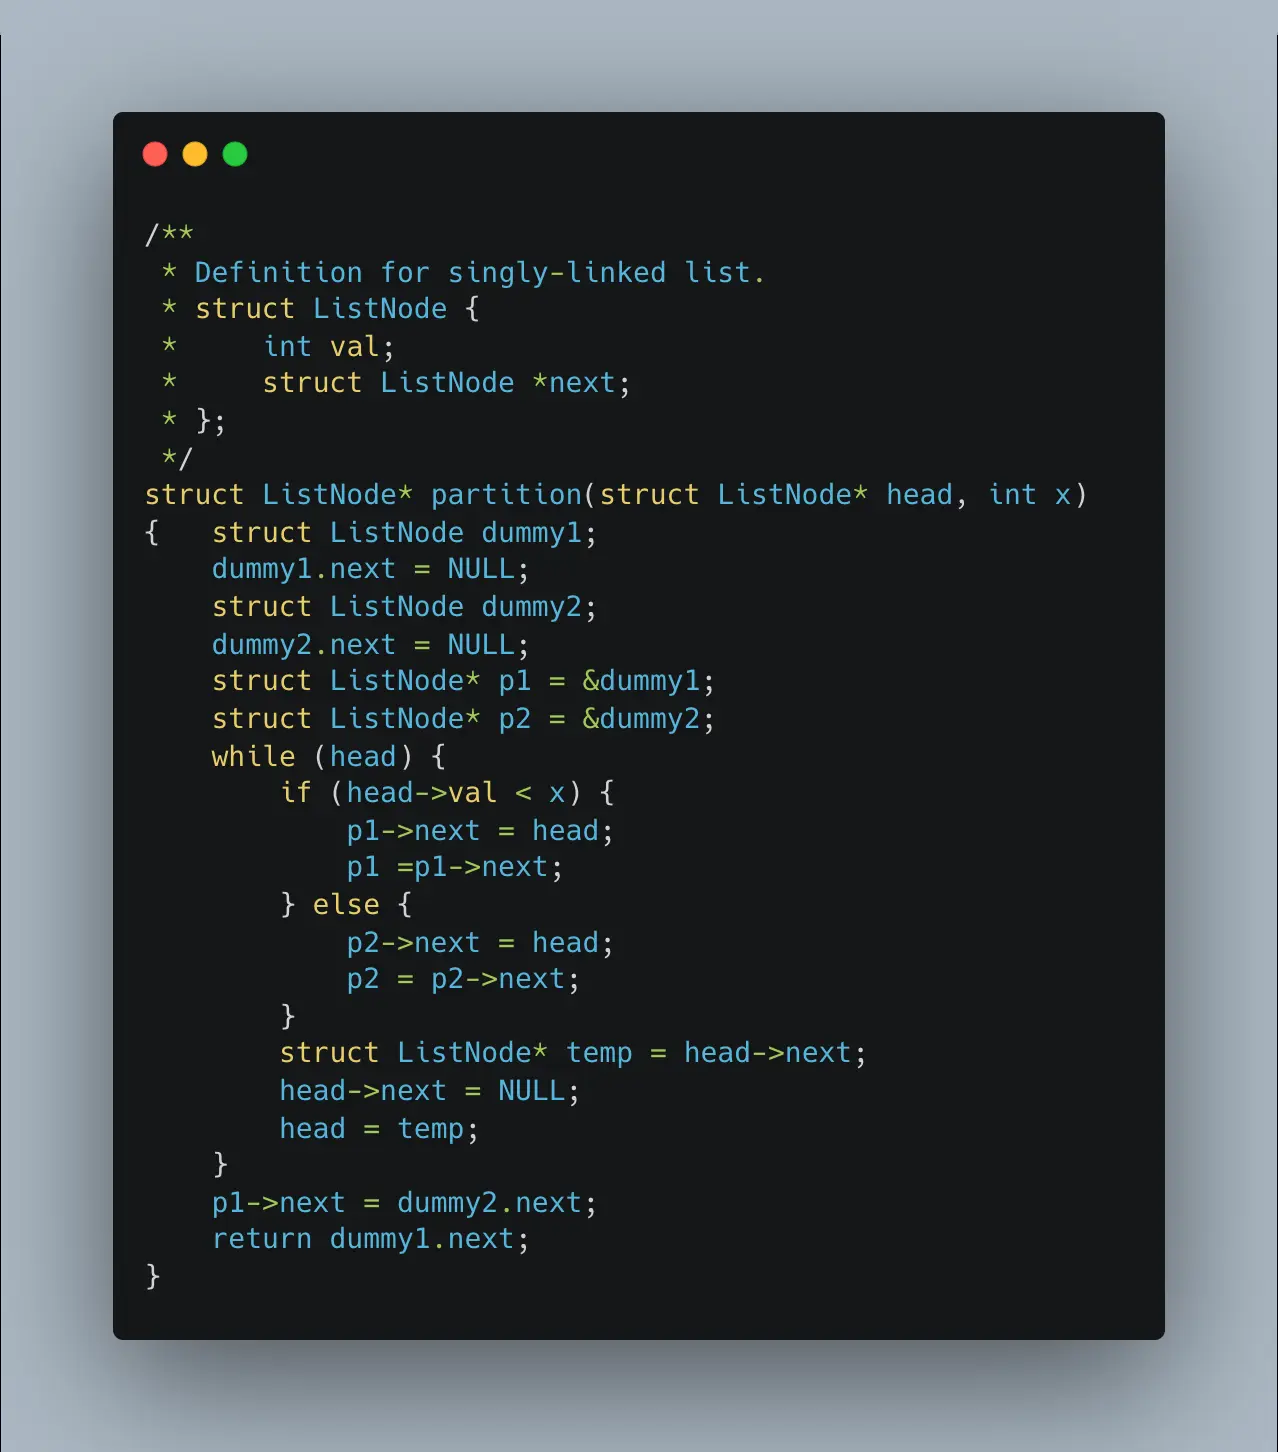 /**
 * Definition for singly-linked list.
 * struct ListNode {
 *     int val;
 *     struct ListNode *next;
 * };
 */
struct ListNode* partition(struct ListNode* head, int x)
{   struct ListNode dummy1;
    dummy1.next = NULL;
    struct ListNode dummy2;
    dummy2.next = NULL;
    struct ListNode* p1 = &dummy1;
    struct ListNode* p2 = &dummy2;
    while (head) {
        if (head->val < x) {
            p1->next = head;
            p1 =p1->next;
        } else {
            p2->next = head;
            p2 = p2->next;
        }
        struct ListNode* temp = head->next;
        head->next = NULL;
        head = temp;
    }
    p1->next = dummy2.next;
    return dummy1.next;
}